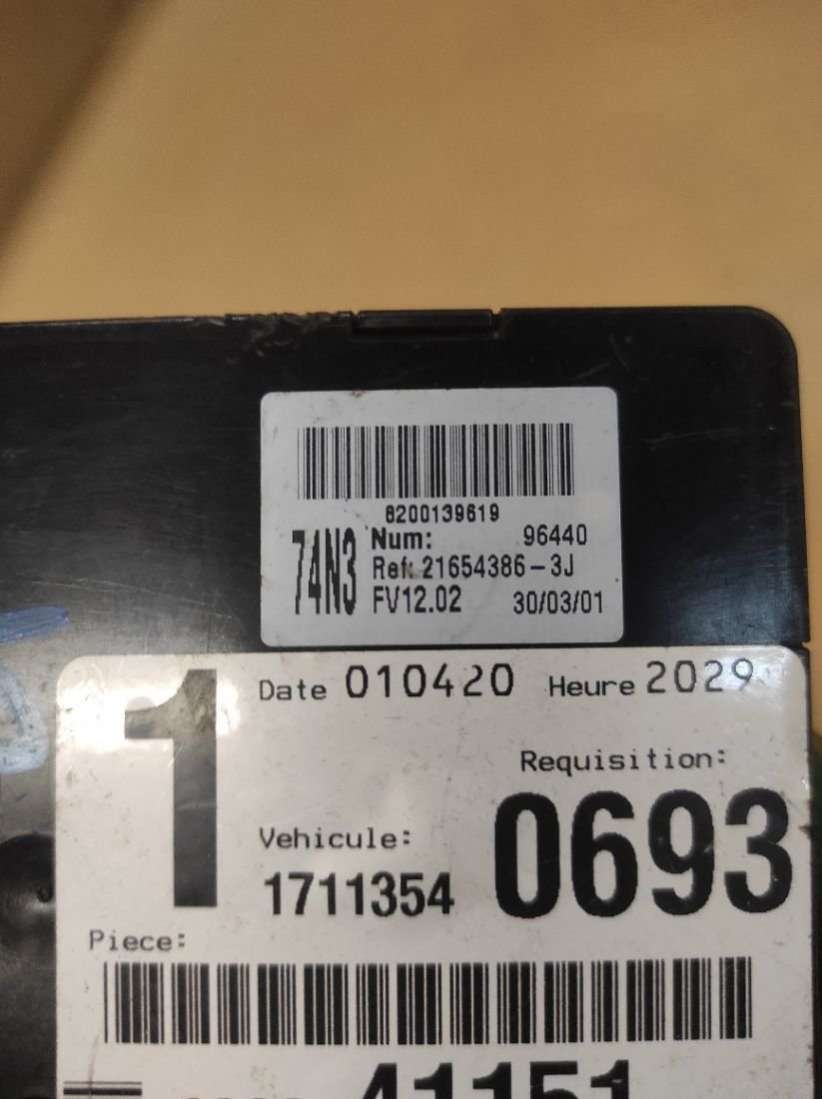 8200139619
74N3
Num: 96440
Ref: 21654386-3J
FV12.02 30/03/01
1
Date 010420 Heure 2029
Requisition:
0693
Vehicule:
1711354
Piece:
41151